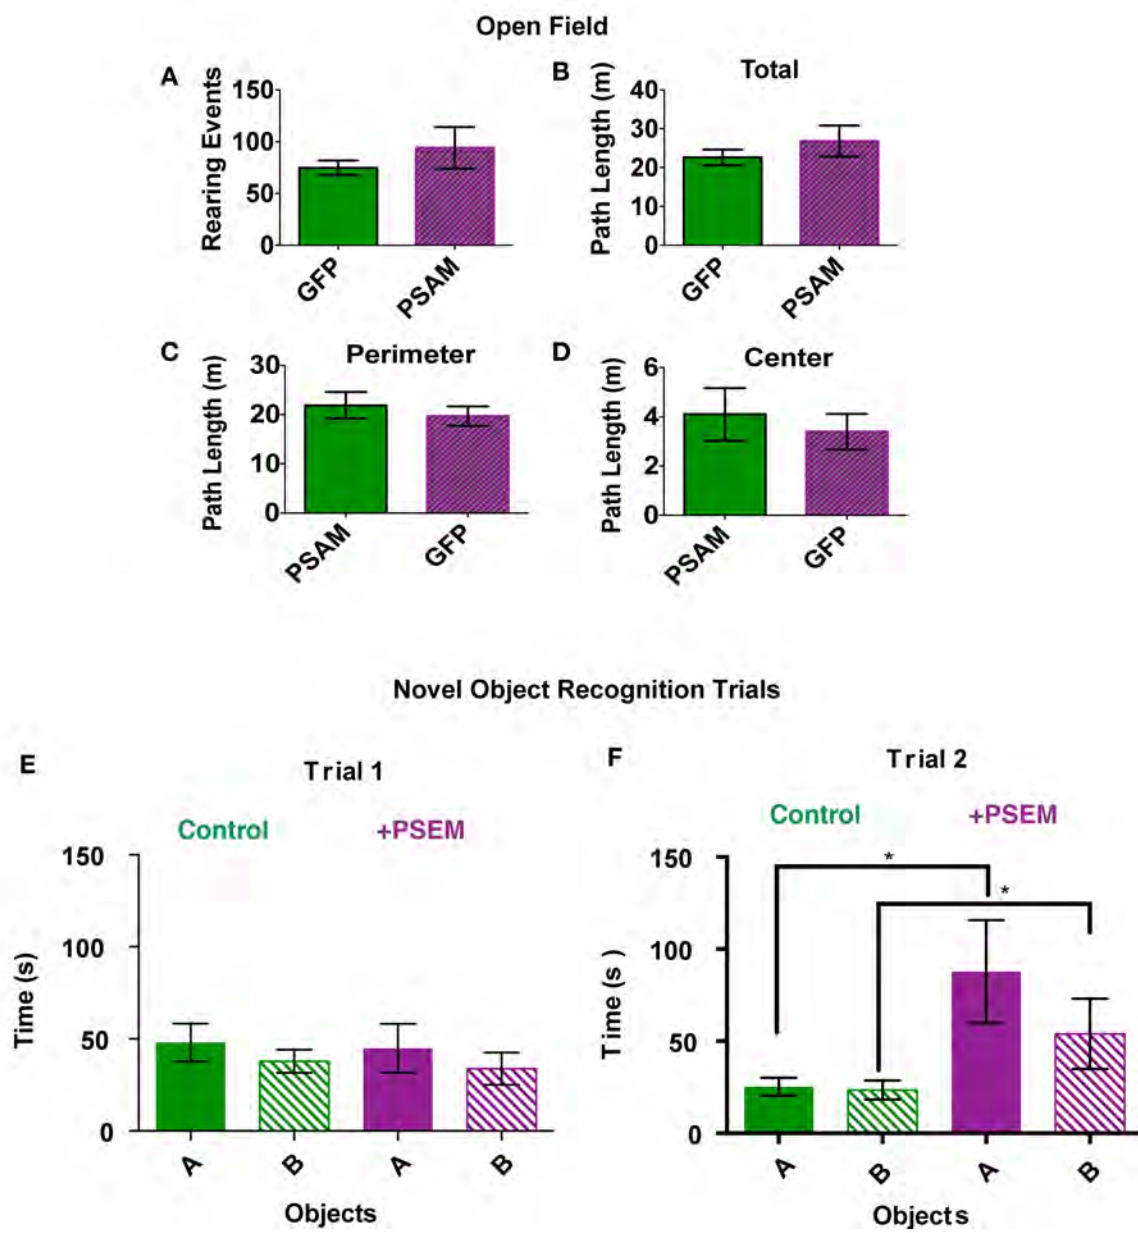 Open Field
A
Rearing Events
150
100
50
0
GFP
PSAM
B
Total
Path Length (m)
40
30
20
10
0
GFP
PSAM
C
Perimeter
Path Length (m)
30
20
10
0
PSAM
GFP
D
Center
Path Length (m)
6
4
2
0
PSAM
GFP
Novel Object Recognition Trials
E
Trial 1
Control
+PSEM
Time (s)
150
100
50
0
A
B
A
B
Objects
F
Trial 2
Control
+PSEM
Time (s )
150
100
50
0
*
*
A
B
A
B
Objects